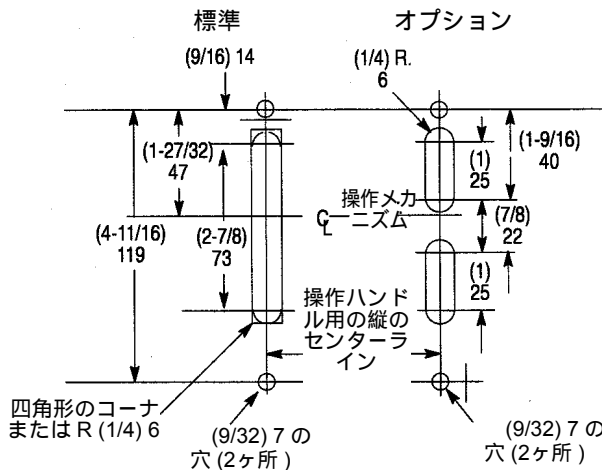 標準
オプション
(9/16) 14
(1/4) R.
6
(1-27/32)
47
(1-9/16)
40
(1)
25
操作メカ
ニズム
℄
(7/8)
22
(4-11/16)
119
(2-7/8)
73
(1)
25
操作ハンド
ル用の縦の
センターラ
イン
四角形のコーナ
または R (1/4) 6
(9/32) 7 の
穴 (2ヶ所 )
(9/32) 7 の
穴 (2ヶ所 )